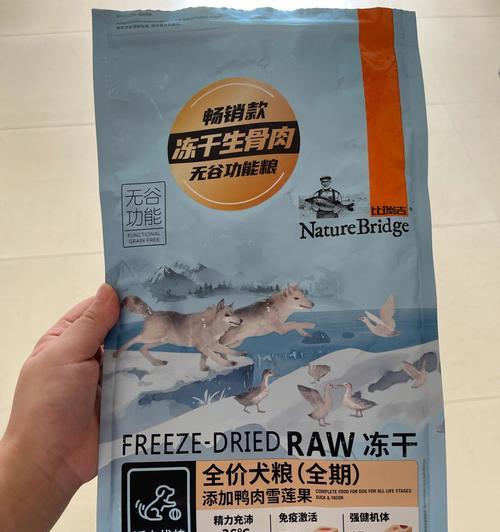 畅销款
冻干生骨肉
无谷功能粮
无谷
功能
FUNCTIONAL
GRAIN FREE
比瑞吉
NatureBridge
FREEZE-DRIED RAW 冻干
全价犬粮(全期)
COMPLETE FOOD FOR DOG FOR ALL LIFE STAGES
添加鸭肉雪莲果
DUCK & YACON
精力充沛
免疫激活
强健机体